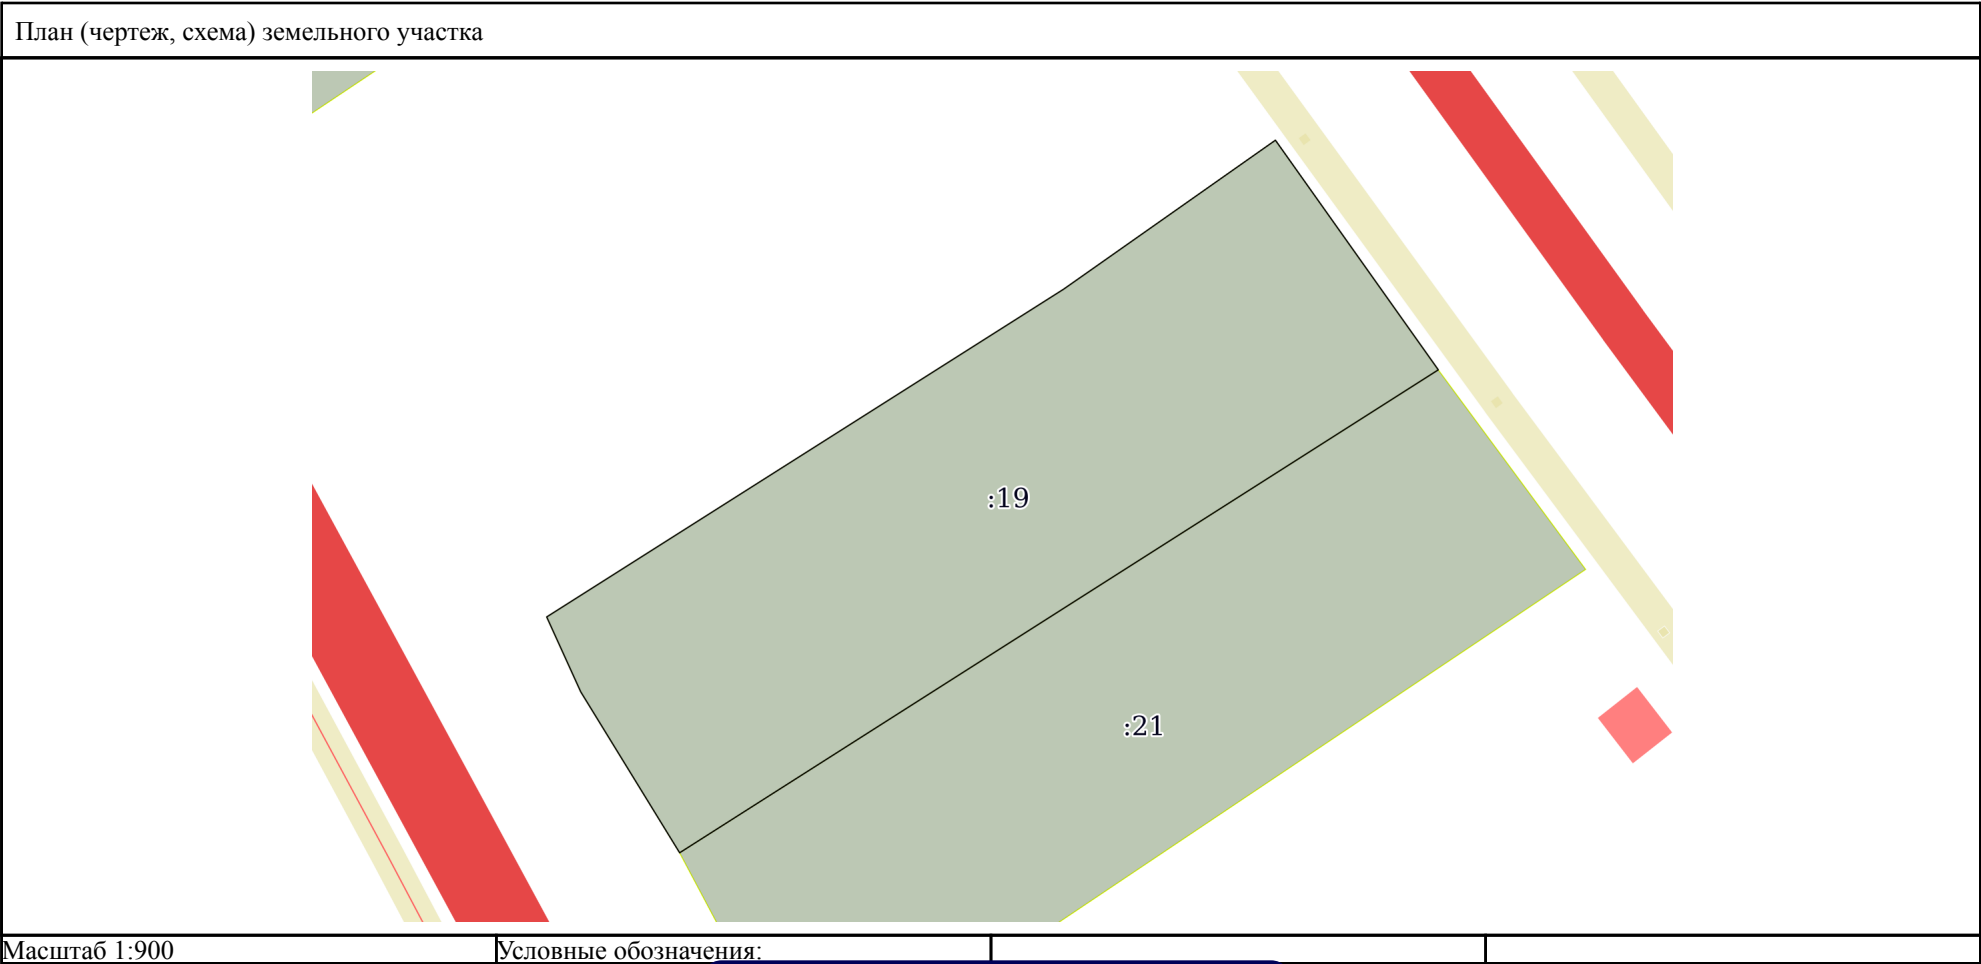 План (чертеж, схема) земельного участка
:19
:21
Масштаб 1:900
Условные обозначения: